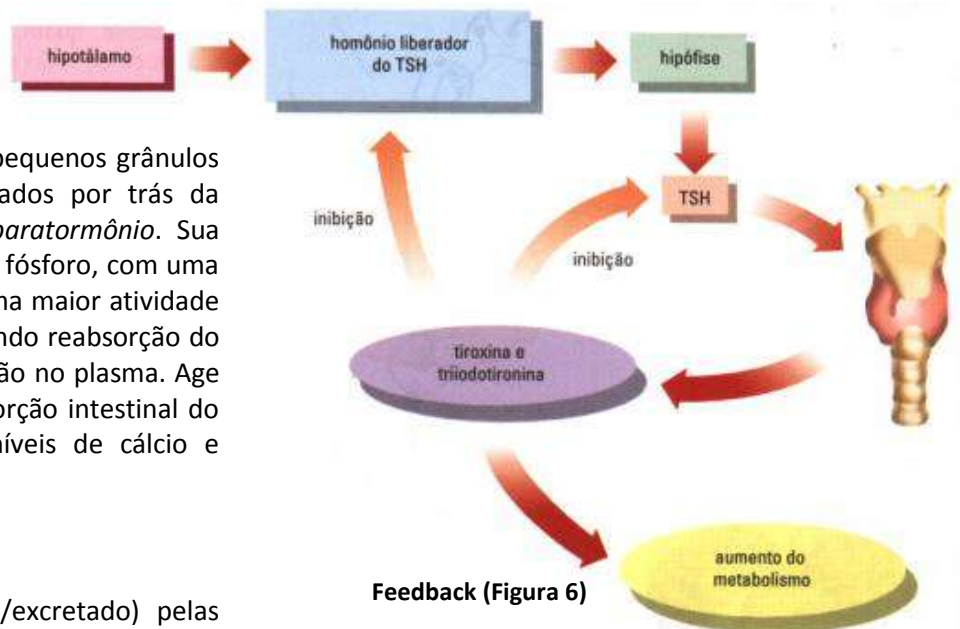 hipotálamo
homônio liberador
do TSH
hipófise
pequenos grânulos
ados por trás da
paratormônio. Sua
fósforo, com uma
na maior atividade
ndo reabsorção do
ão no plasma. Age
orção intestinal do
níveis de cálcio e
inibição
TSH
inibição
tiroxina e
triiodotironina
aumento do
metabolismo
Feedback (Figura 6)
/excretado) pelas